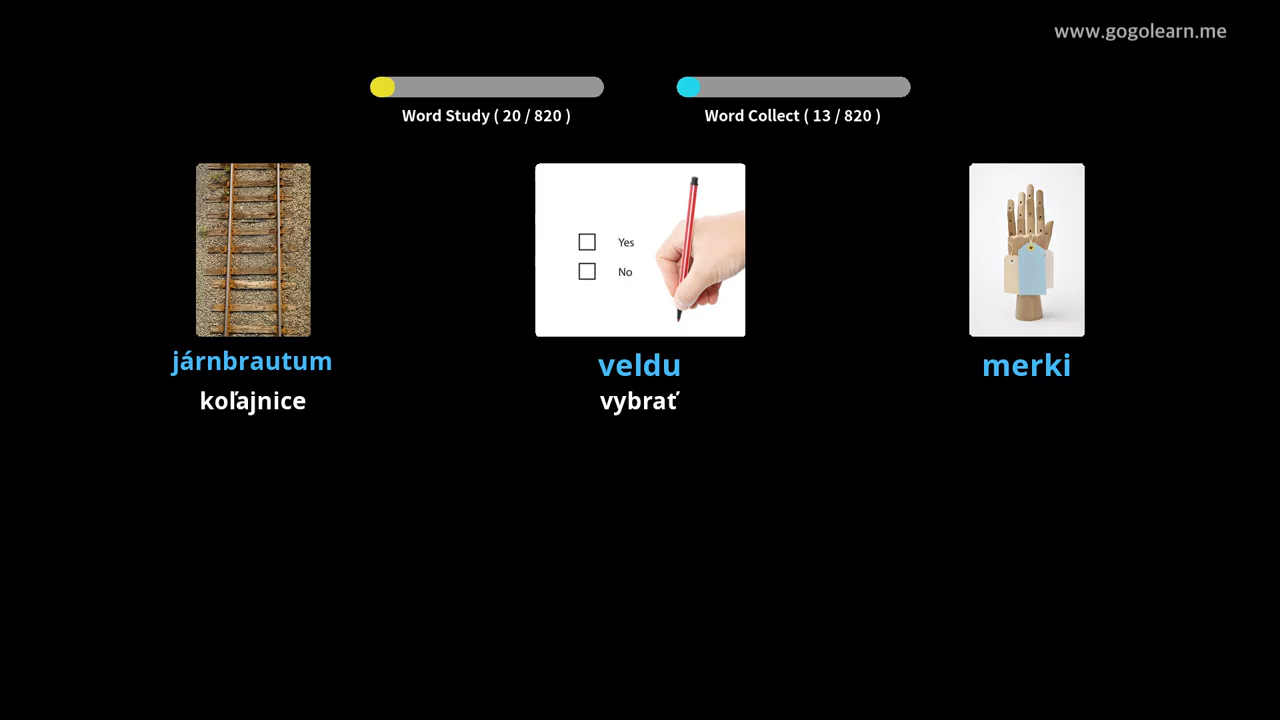 www.gogolearn.me
Word Study ( 20 / 820 )
Word Collect ( 13 / 820 )
Yes
No
járnbrautum
veldu
merki
koľajnice
vybrať